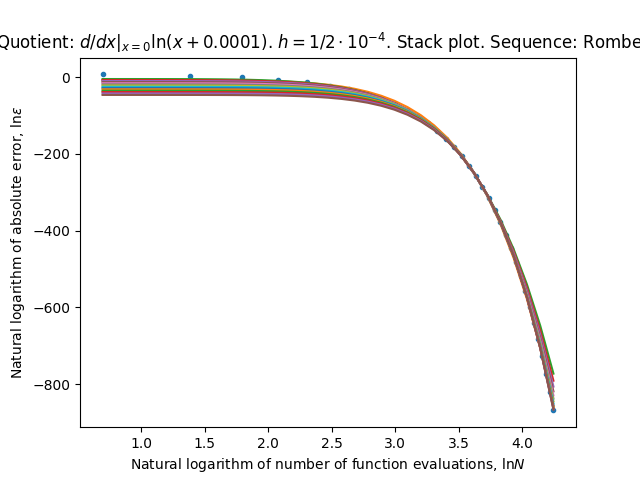 Quotient: d/dx|ₓ₌₀ln(x + 0.0001). h = 1/2 · 10⁻⁴. Stack plot. Sequence: Rombe
0
−200
−400
−600
−800
Natural logarithm of absolute error, lnε
1.0 1.5 2.0 2.5 3.0 3.5 4.0
Natural logarithm of number of function evaluations, lnN